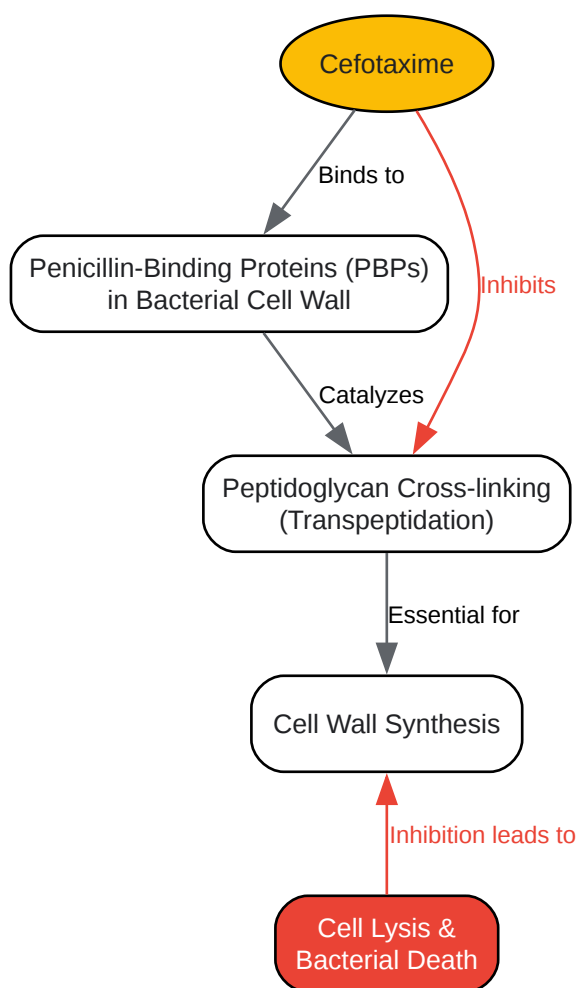 Cefotaxime
Binds to
Penicillin-Binding Proteins (PBPs)
in Bacterial Cell Wall
Inhibits
Catalyzes
Peptidoglycan Cross-linking
(Transpeptidation)
Essential for
Cell Wall Synthesis
Inhibition leads to
Cell Lysis &
Bacterial Death